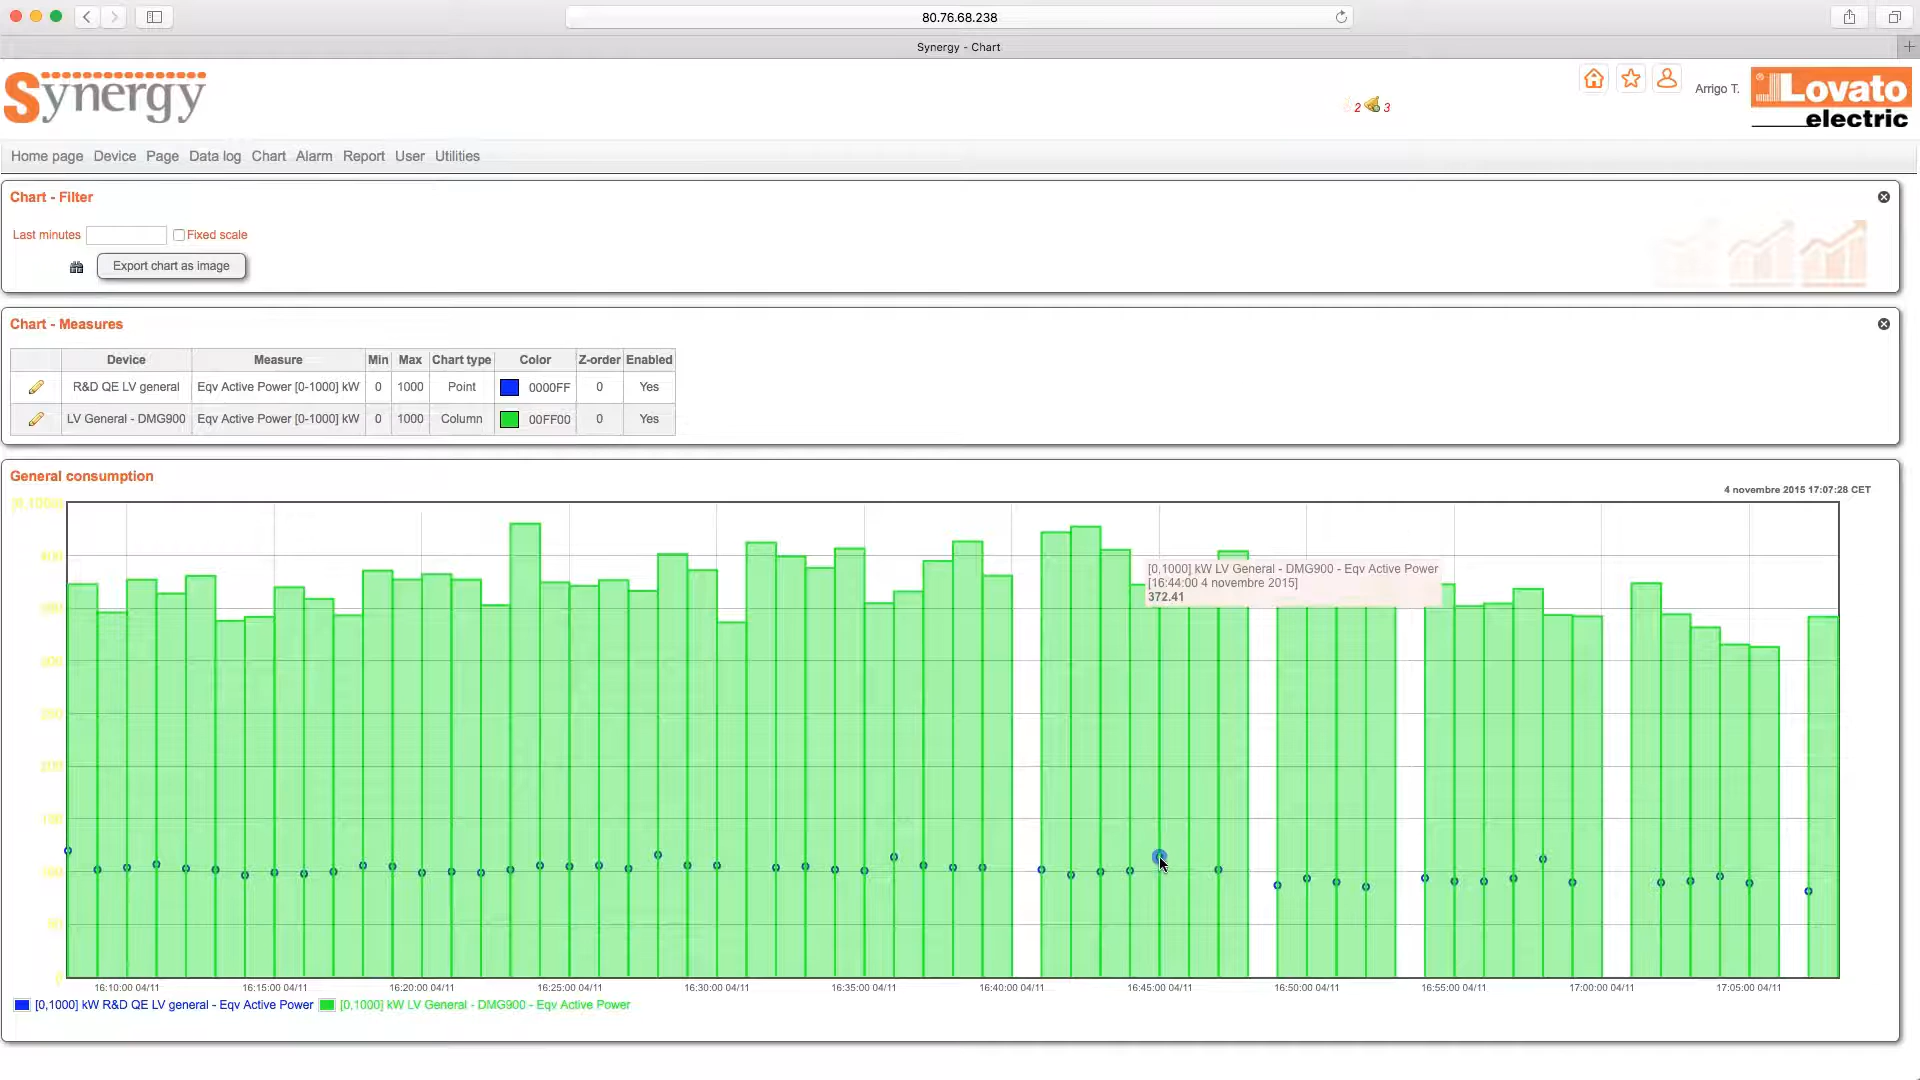 80.76.68.238
Synergy - Chart
Synergy
2 3
Arrigo T.
Lovato
electric
Home page Device Page Data log Chart Alarm Report User Utilities
Chart - Filter
Last minutes Fixed scale
Export chart as image
Chart - Measures
Device Measure Min Max Chart type Color Z-order Enabled
R&D QE LV general Eqv Active Power [0-1000] kW 0 1000 Point 0000FF 0 Yes
LV General - DMG900 Eqv Active Power [0-1000] kW 0 1000 Column 00FF00 0 Yes
General consumption
4 novembre 2015 17:07:28 CET
[0,1000] kW LV General - DMG900 - Eqv Active Power
[16:44:00 4 novembre 2015]
372.41
16:10:00 04/11 16:15:00 04/11 16:20:00 04/11 16:25:00 04/11 16:30:00 04/11 16:35:00 04/11 16:40:00 04/11 16:45:00 04/11 16:50:00 04/11 16:55:00 04/11 17:00:00 04/11 17:05:00 04/11
[0,1000] kW R&D QE LV general - Eqv Active Power [0,1000] kW LV General - DMG900 - Eqv Active Power